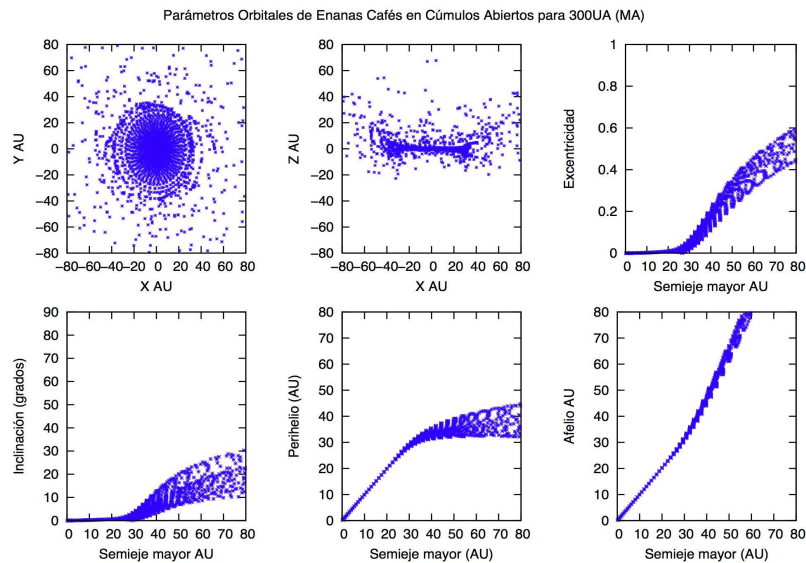 Parámetros Orbitales de Enanas Cafés en Cúmulos Abiertos para 300UA (MA)
80
60
40
20
0
−20
−40
−60
−80
Y AU
−80−60−40−20 0 20 40 60 80
X AU
80
60
40
20
0
−20
−40
−60
−80
Z AU
−80−60−40−20 0 20 40 60 80
X AU
1
0.8
0.6
0.4
0.2
0
Excentricidad
0 10 20 30 40 50 60 70 80
Semieje mayor AU
90
80
70
60
50
40
30
20
10
0
Inclinación (grados)
0 10 20 30 40 50 60 70 80
Semieje mayor AU
80
70
60
50
40
30
20
10
0
Perihelio (AU)
0 10 20 30 40 50 60 70 80
Semieje mayor (AU)
80
70
60
50
40
30
20
10
0
Afelio AU
0 10 20 30 40 50 60 70 80
Semieje mayor (AU)